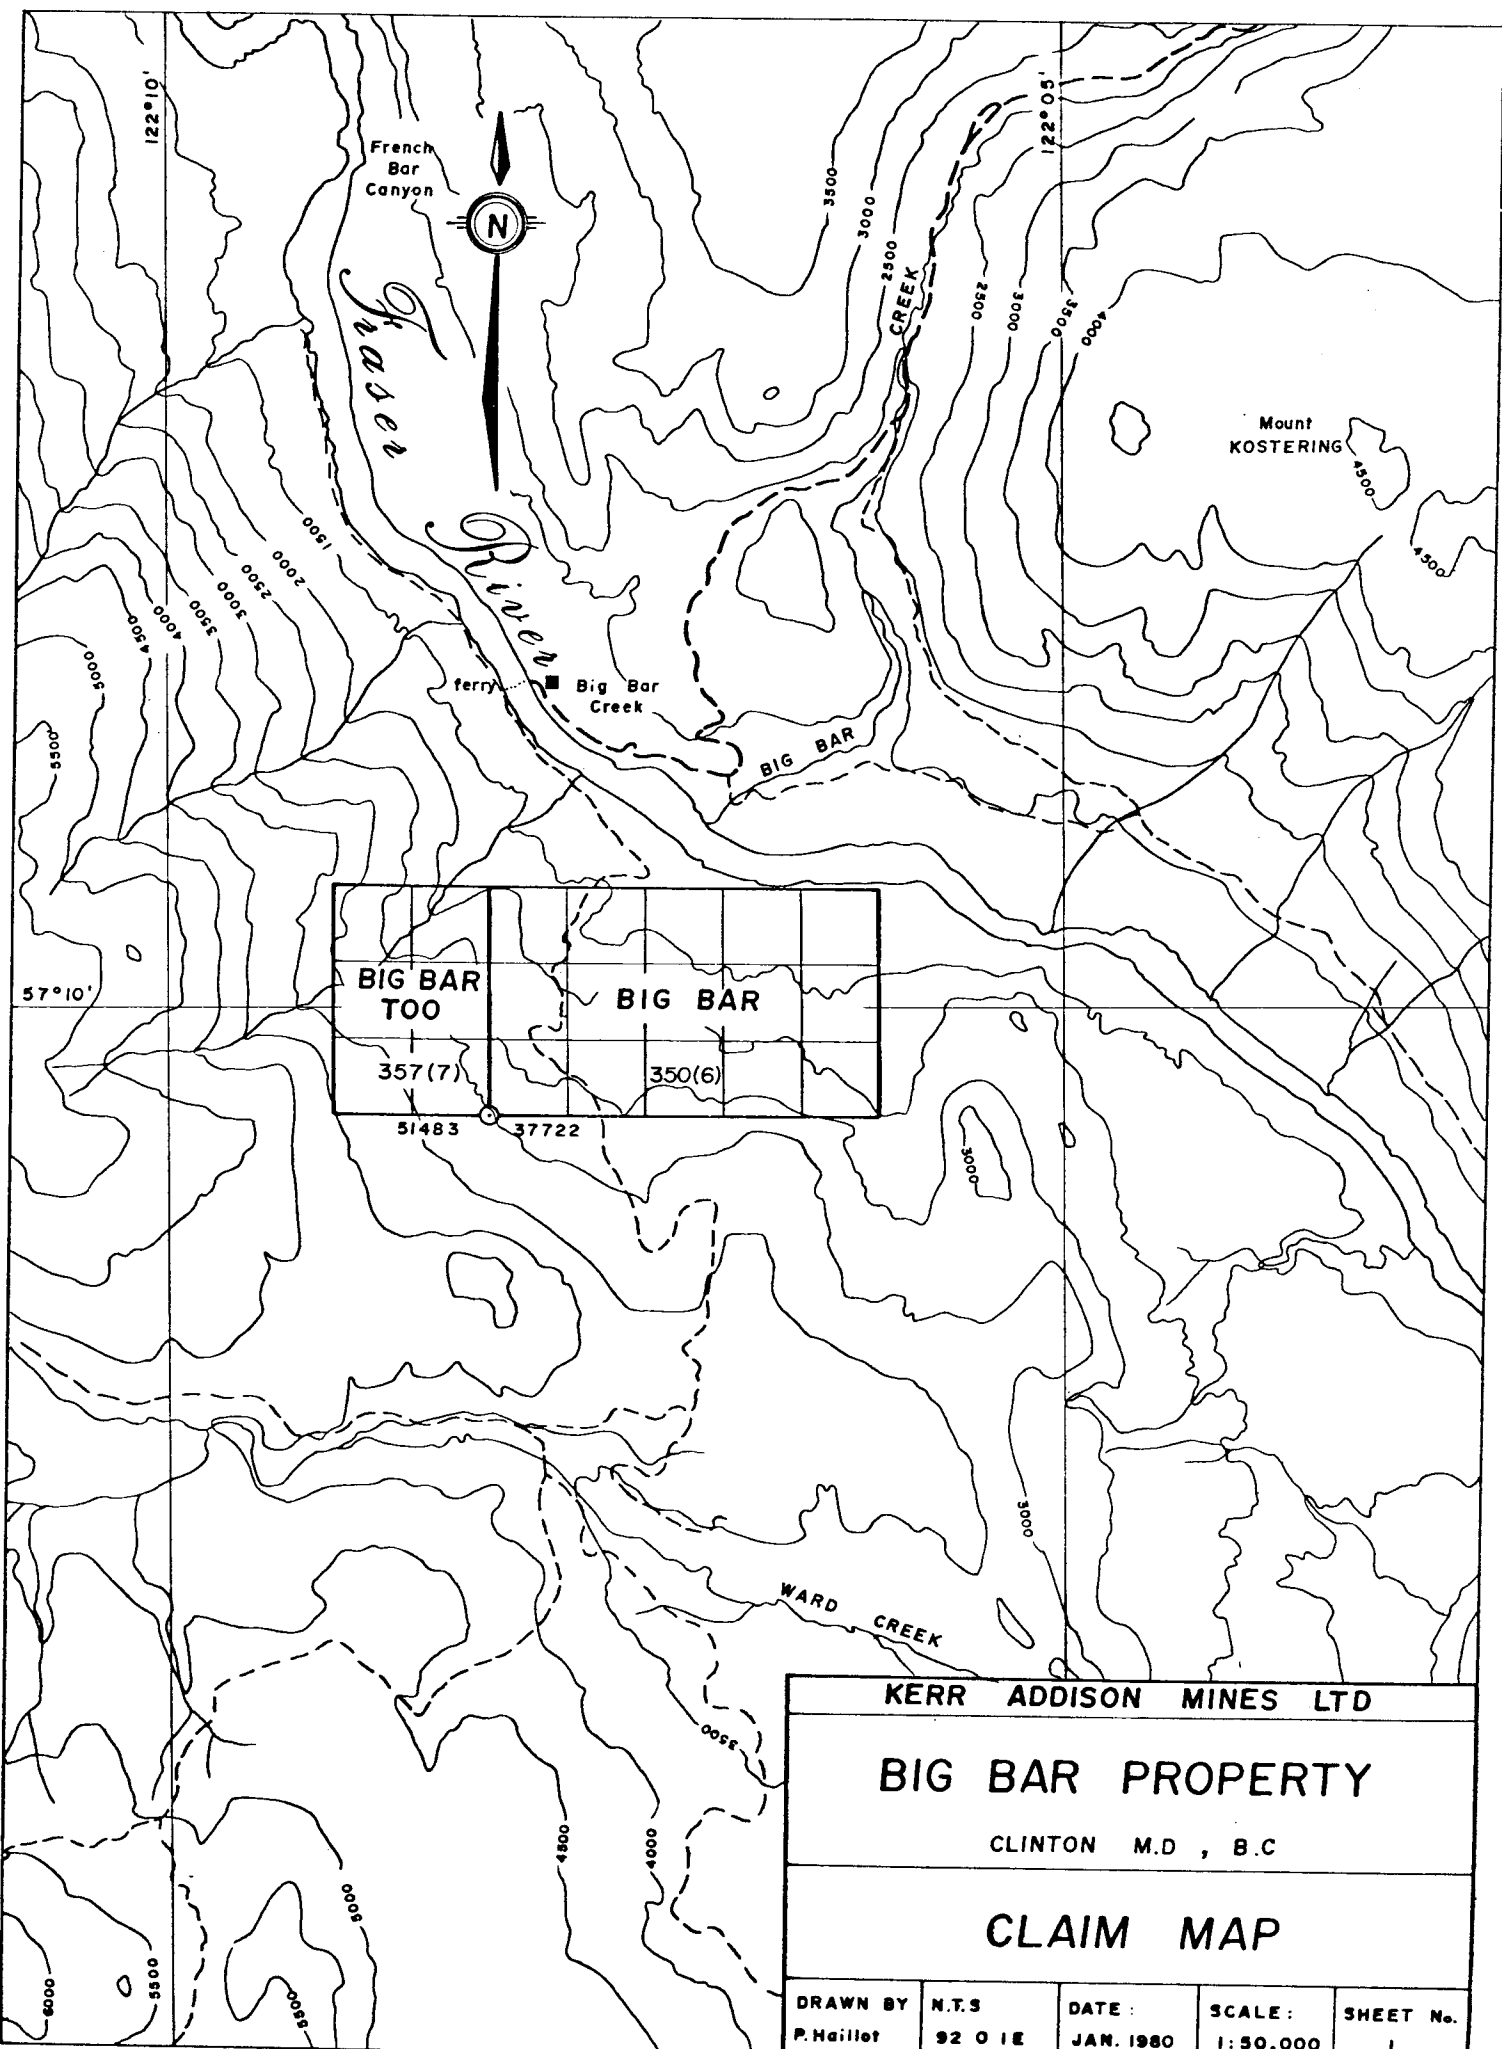 122°10'
122°05'
French
Bar
Canyon
N
Fraser
River
3500
3000
2500
CREEK
2500
3000
3500
4000
Mount
KOSTERING
4500
4500
1500
2000
2500
3000
3500
4000
4500
5000
5500
ferry
Big Bar
Creek
BIG BAR
57°10'
BIG BAR
TOO
BIG BAR
357(7)
350(6)
51483
37722
3000
3000
WARD CREEK
3500
4500
4000
5000
5500
5500
6000
KERR ADDISON MINES LTD
BIG BAR PROPERTY
CLINTON M.D , B.C
CLAIM MAP
DRAWN BY
P. Haillot
N.T.S
92 O 1E
DATE :
JAN. 1980
SCALE :
1:50,000
SHEET No.
1